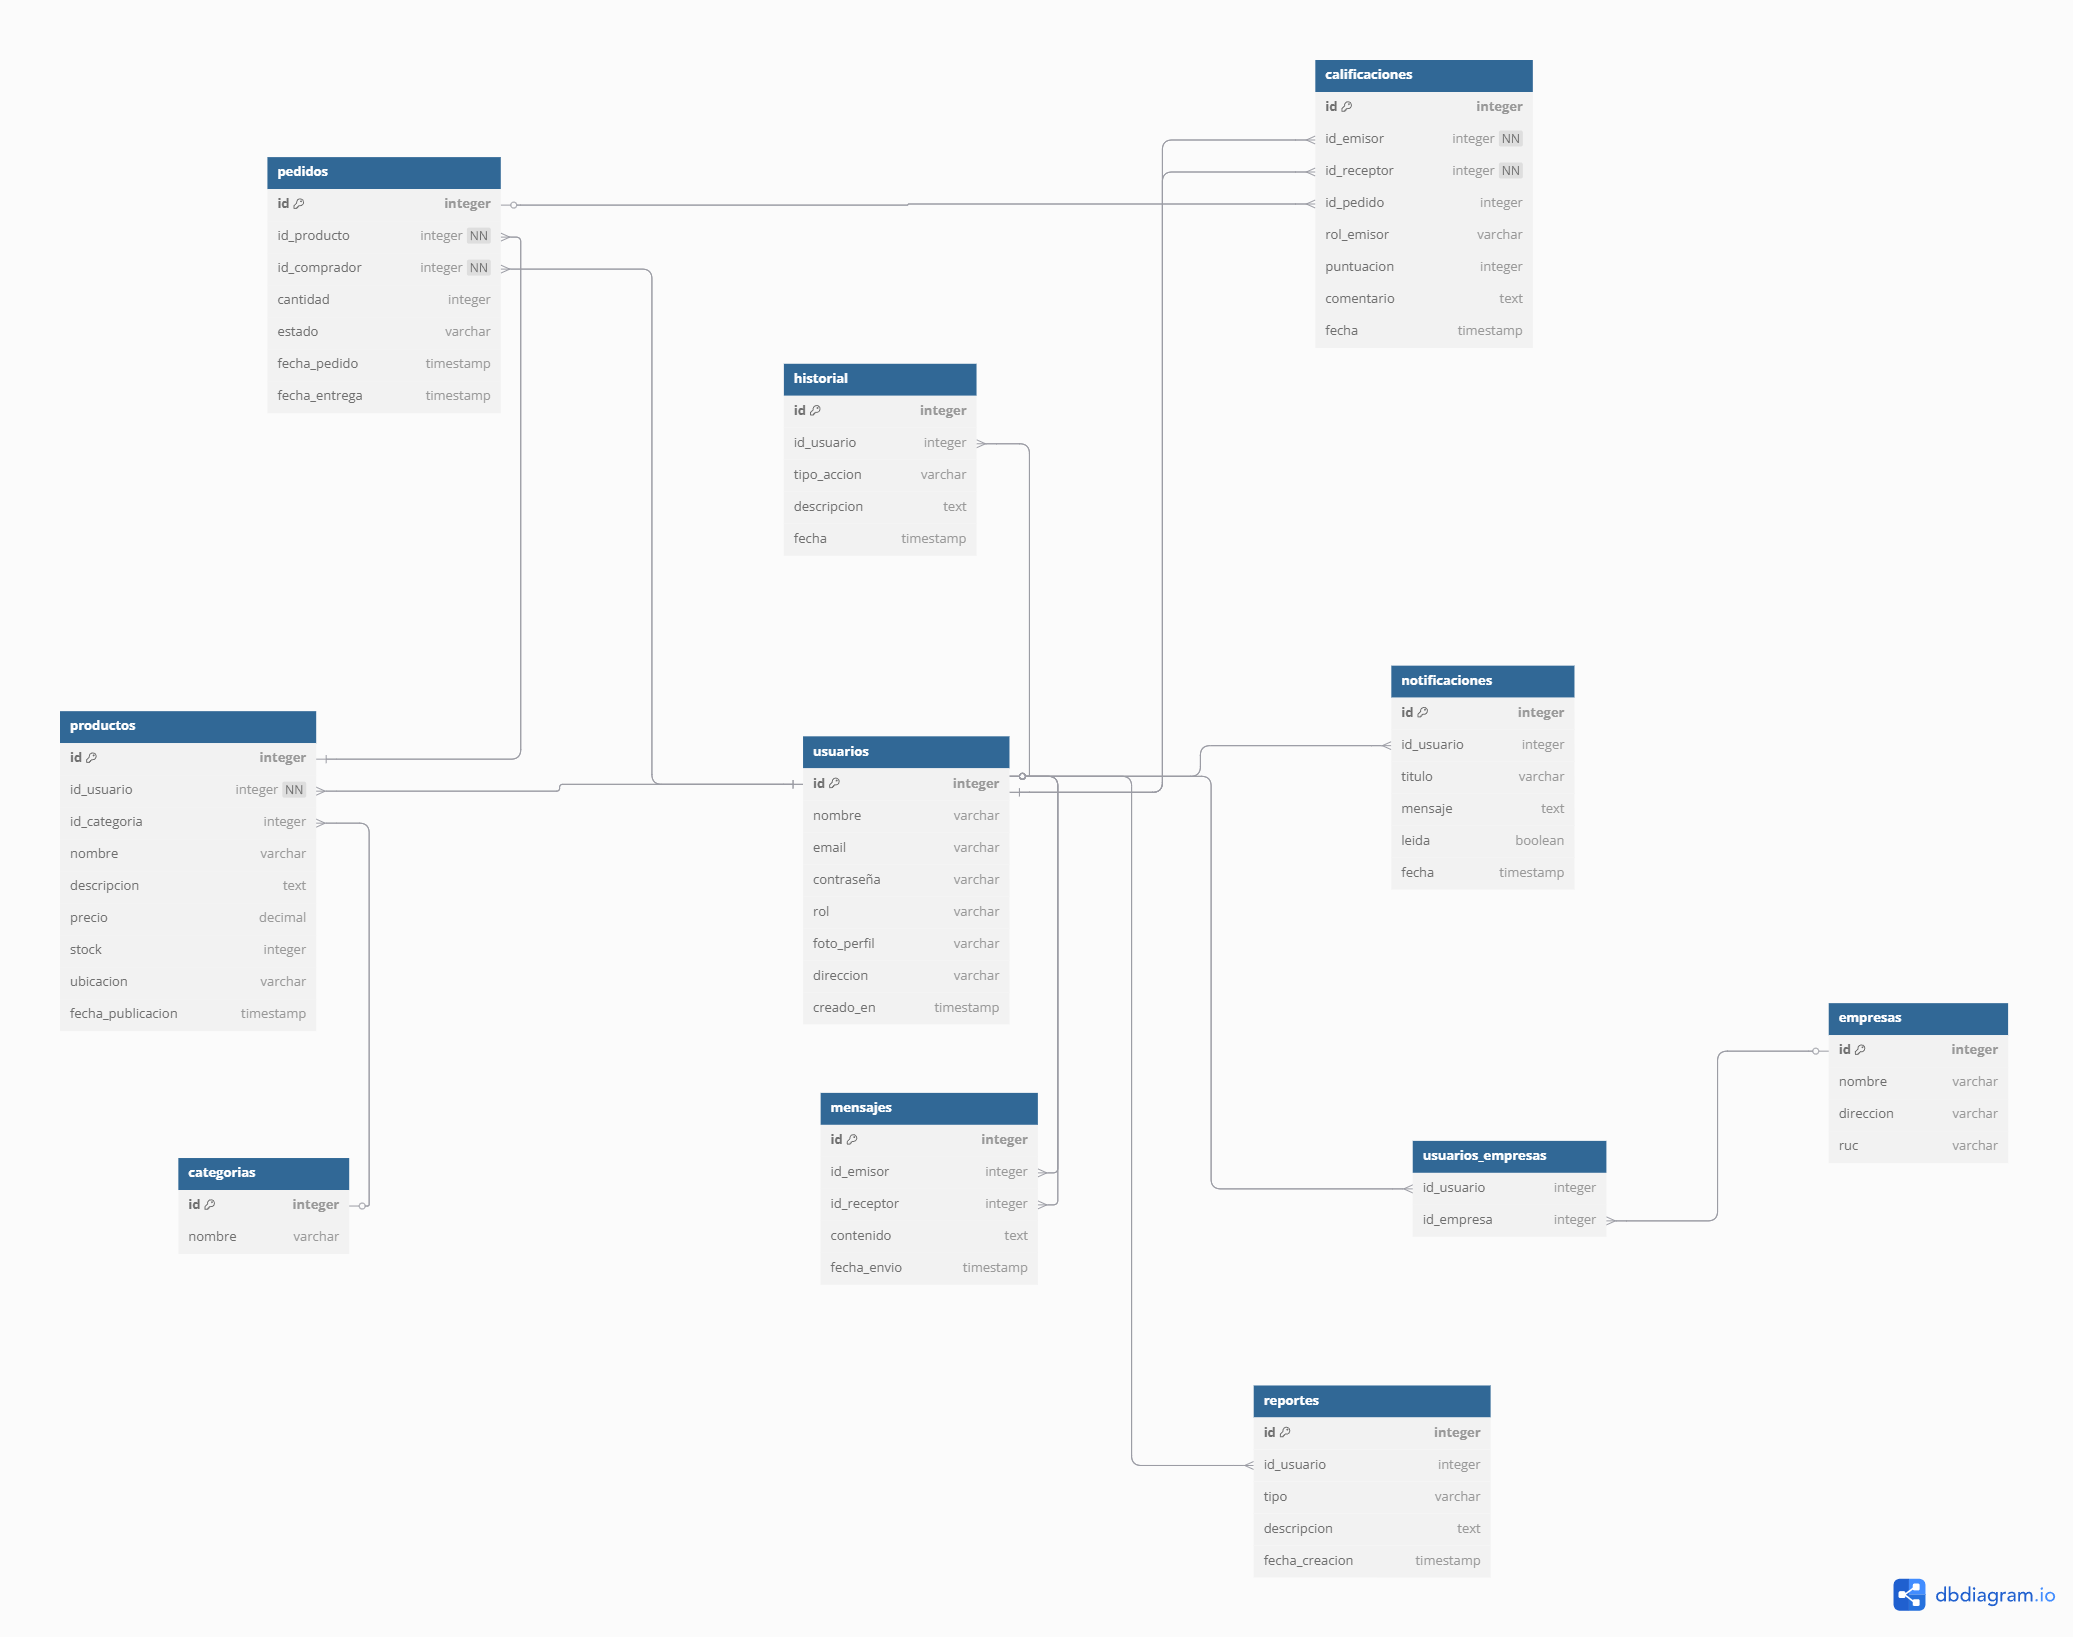 calificaciones
id integer
id_emisor integer NN
id_receptor integer NN
id_pedido integer
rol_emisor varchar
puntuacion integer
comentario text
fecha timestamp
pedidos
id integer
id_producto integer NN
id_comprador integer NN
cantidad integer
estado varchar
fecha_pedido timestamp
fecha_entrega timestamp
historial
id integer
id_usuario integer
tipo_accion varchar
descripcion text
fecha timestamp
notificaciones
id integer
id_usuario integer
titulo varchar
mensaje text
leida boolean
fecha timestamp
productos
id integer
id_usuario integer NN
id_categoria integer
nombre varchar
descripcion text
precio decimal
stock integer
ubicacion varchar
fecha_publicacion timestamp
usuarios
id integer
nombre varchar
email varchar
contraseña varchar
rol varchar
foto_perfil varchar
direccion varchar
creado_en timestamp
empresas
id integer
nombre varchar
direccion varchar
ruc varchar
mensajes
id integer
id_emisor integer
id_receptor integer
contenido text
fecha_envio timestamp
usuarios_empresas
id_usuario integer
id_empresa integer
categorias
id integer
nombre varchar
reportes
id integer
id_usuario integer
tipo varchar
descripcion text
fecha_creacion timestamp
dbdiagram.io